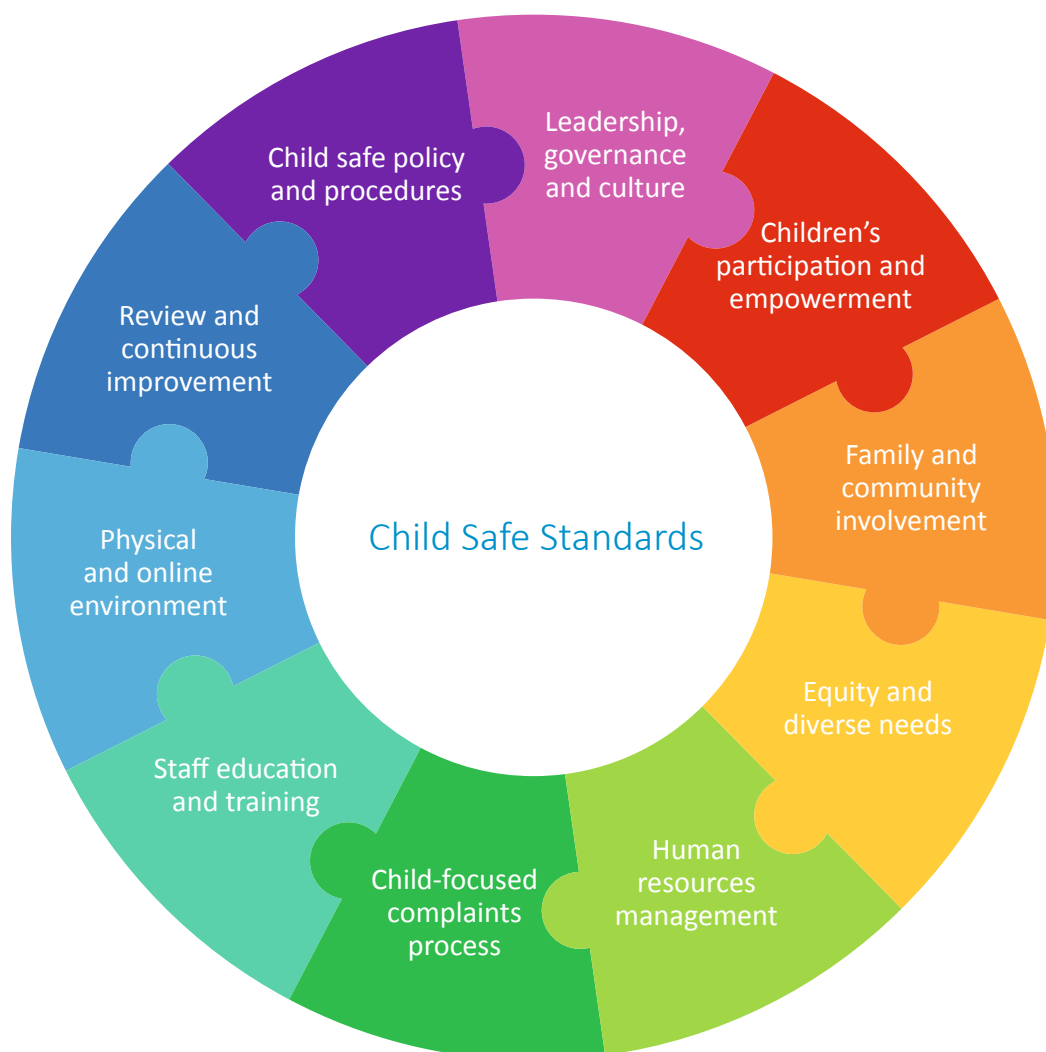 Leadership,
governance
and culture
Children’s
participation and
empowerment
Family and
community
involvement
Equity and
diverse needs
Human
resources
management
Child-focused
complaints
process
Staff education
and training
Physical
and online
environment
Review and
continuous
improvement
Child safe policy
and procedures
Child Safe Standards